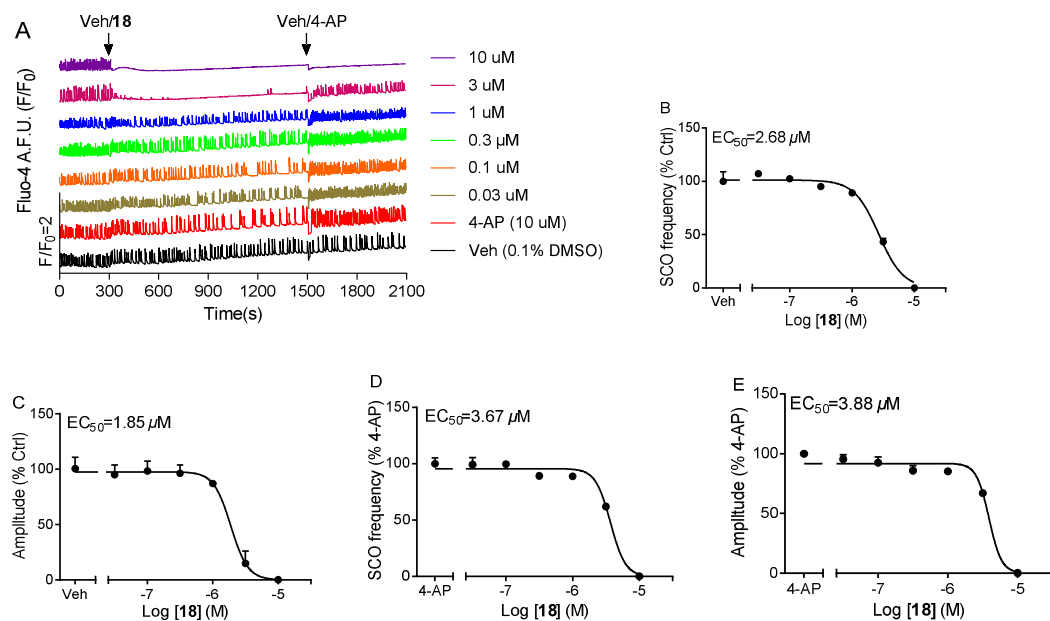 A
Veh/18
Veh/4-AP
Fluo-4 A.F.U. (F/F0)
F/F0=2
10 uM
3 uM
1 uM
0.3 µM
0.1 uM
0.03 uM
4-AP (10 uM)
Veh (0.1% DMSO)
0 300 600 900 1200 1500 1800 2100
Time(s)
B
EC50=2.68 µM
SCO frequency (% Ctrl)
150
100
50
0
Veh -7 -6 -5
Log [18] (M)
C
EC50=1.85 µM
Amplitude (% Ctrl)
150
100
50
0
Veh -7 -6 -5
Log [18] (M)
D
EC50=3.67 µM
SCO frequency (% 4-AP)
150
100
50
0
4-AP -7 -6 -5
Log [18] (M)
E
EC50=3.88 µM
Amplitude (% 4-AP)
150
100
50
0
4-AP -7 -6 -5
Log [18] (M)